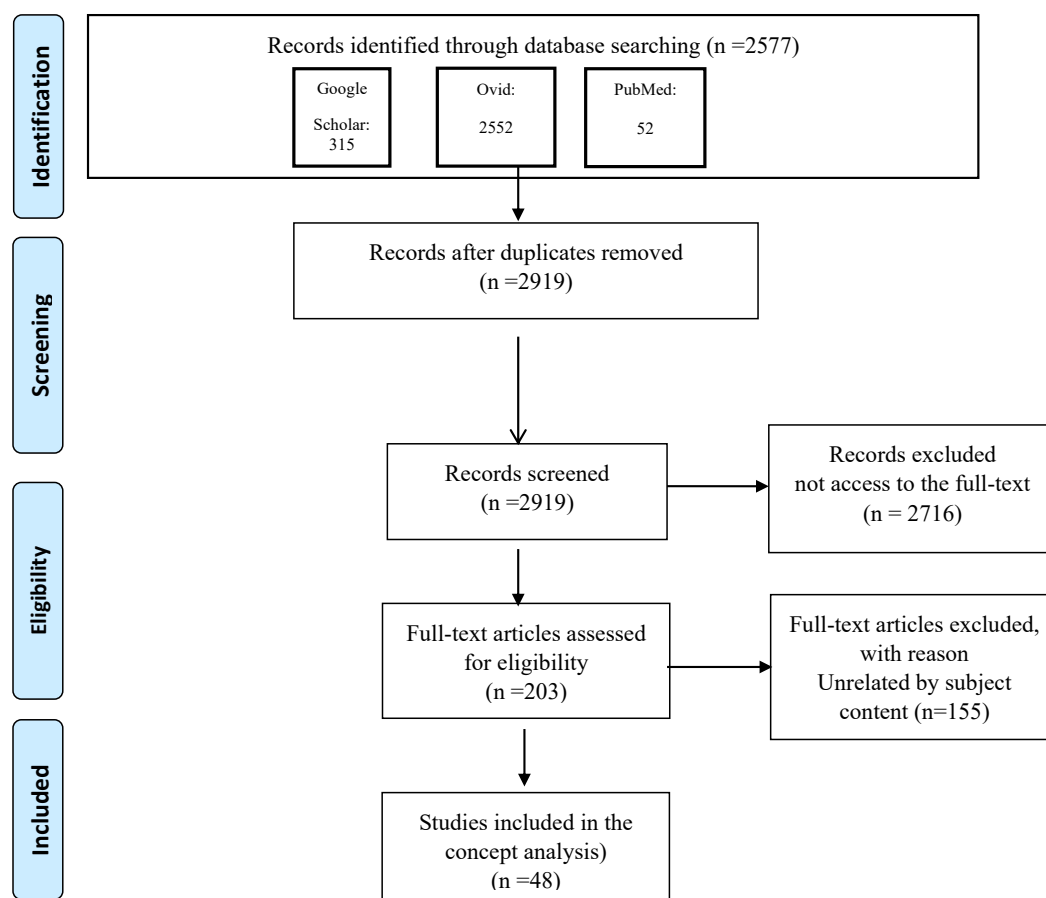 Identification
Records identified through database searching (n =2577)
Google
Scholar:
315
Ovid:
2552
PubMed:
52
Screening
Records after duplicates removed
(n =2919)
Records screened
(n =2919)
Records excluded
not access to the full-text
(n = 2716)
Eligibility
Full-text articles assessed
for eligibility
(n =203)
Full-text articles excluded,
with reason
Unrelated by subject
content (n=155)
Included
Studies included in the
concept analysis)
(n =48)